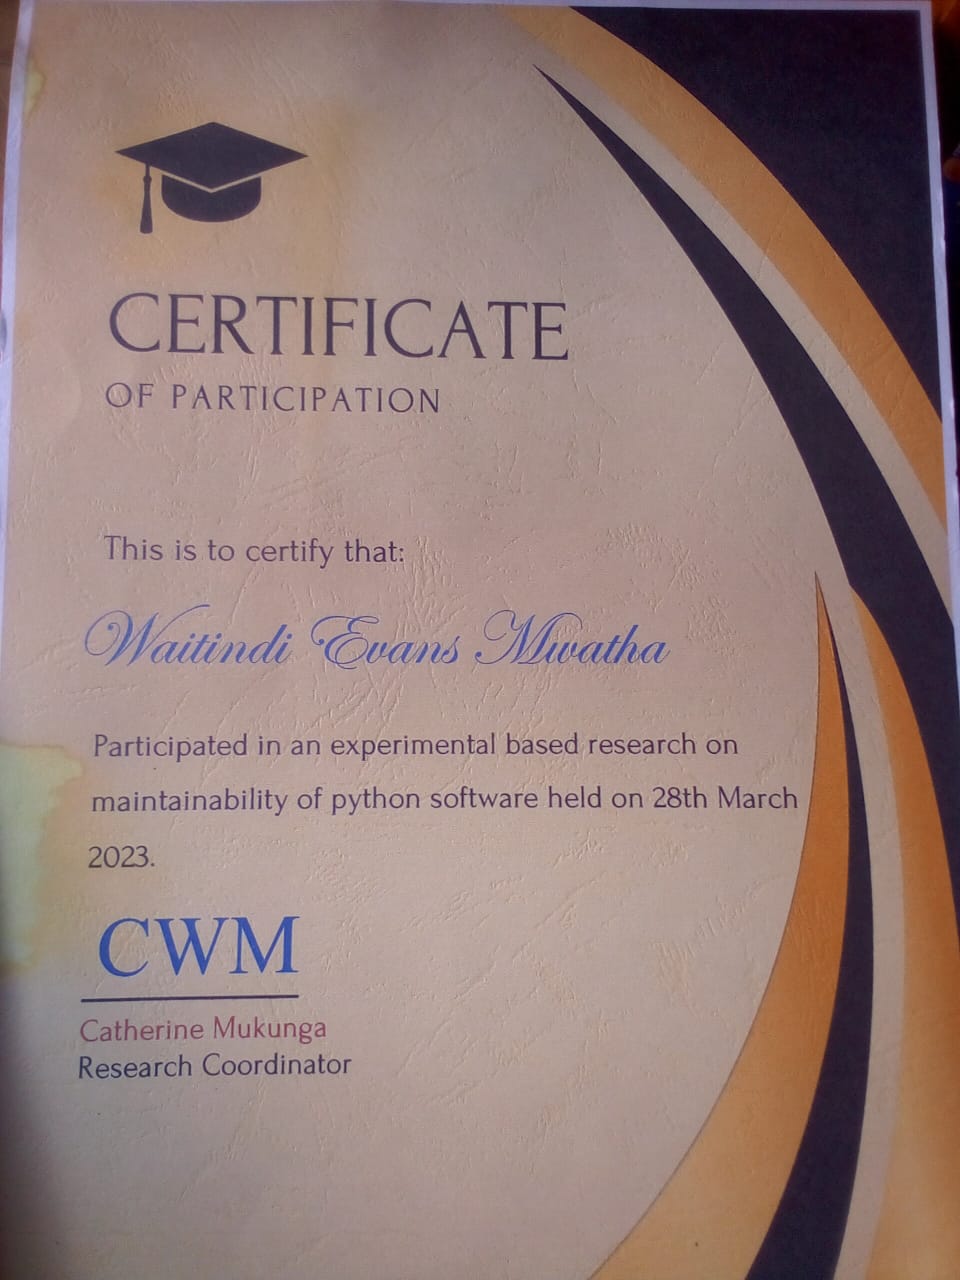 CERTIFICATE
OF PARTICIPATION
This is to certify that:
Waitindi Evans Mwatha
Participated in an experimental based research on
maintainability of python software held on 28th March
2023.
CWM
Catherine Mukunga
Research Coordinator